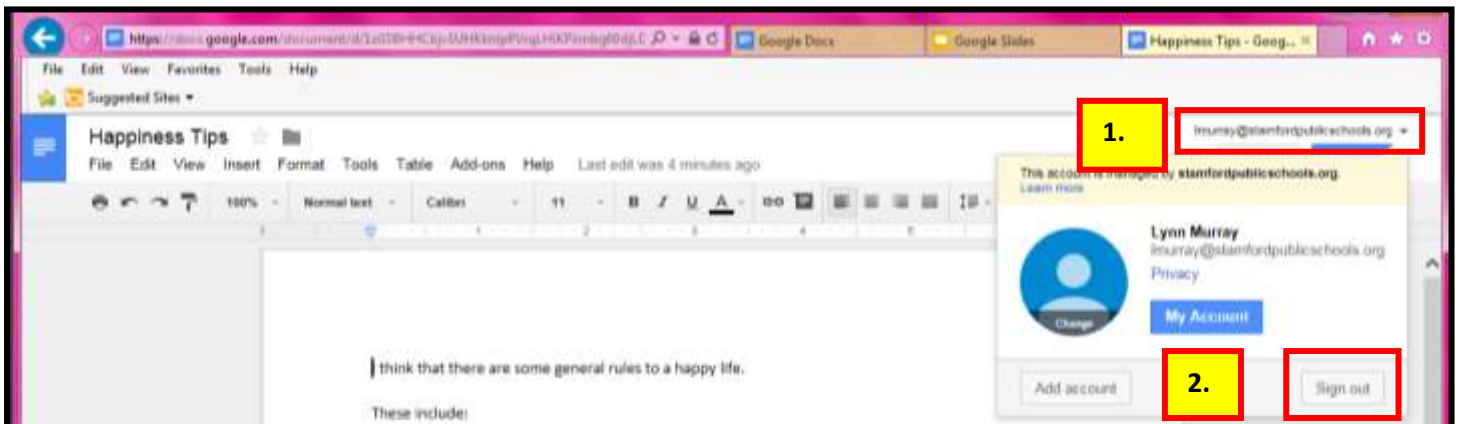 https://docs.google.com/document/d/
Google Docs
Google Slides
Happiness Tips - Goog...
File Edit View Favorites Tools Help
Suggested Sites
Happiness Tips
1.
lmurray@stamfordpublicschools.org
File Edit View Insert Format Tools Table Add-ons Help Last edit was 4 minutes ago
This account is managed by stamfordpublicschools.org.
Learn more
100% Normal text Calibri 11 B I U A
Lynn Murray
lmurray@stamfordpublicschools.org
Privacy
Change
My Account
I think that there are some general rules to a happy life.
Add account
2.
Sign out
These include: